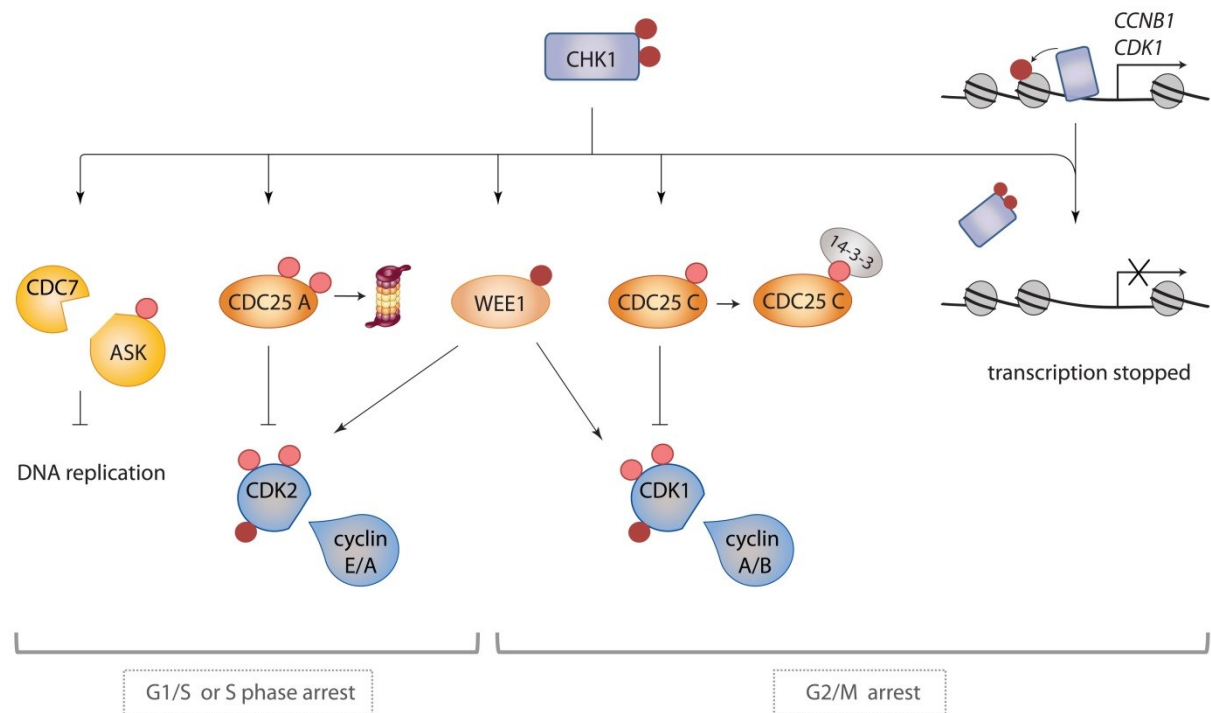 CHK1
CCNB1
CDK1
14-3-3
CDC7
ASK
CDC25 A
WEE1
CDC25 C
CDC25 C
transcription stopped
DNA replication
CDK2
cyclin
E/A
CDK1
cyclin
A/B
G1/S or S phase arrest
G2/M arrest